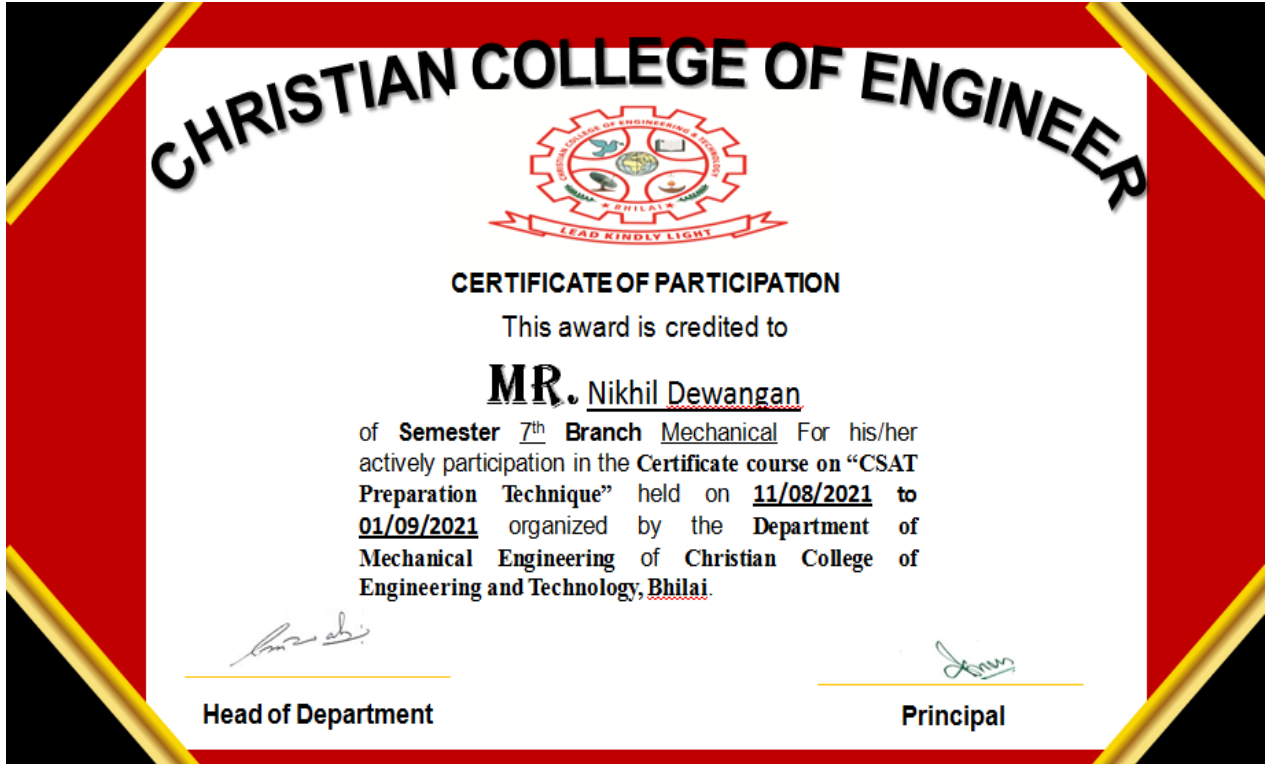 CHRISTIAN COLLEGE OF ENGINEER
CHRISTIAN COLLEGE OF ENGINEERING & TECHNOLOGY
★ BHILAI ★
LEAD KINDLY LIGHT
CERTIFICATE OF PARTICIPATION
This award is credited to
MR. Nikhil Dewangan
of Semester 7th Branch Mechanical For his/her
actively participation in the Certificate course on “CSAT
Preparation Technique” held on 11/08/2021 to
01/09/2021 organized by the Department of
Mechanical Engineering of Christian College of
Engineering and Technology, Bhilai.
Head of Department
Principal